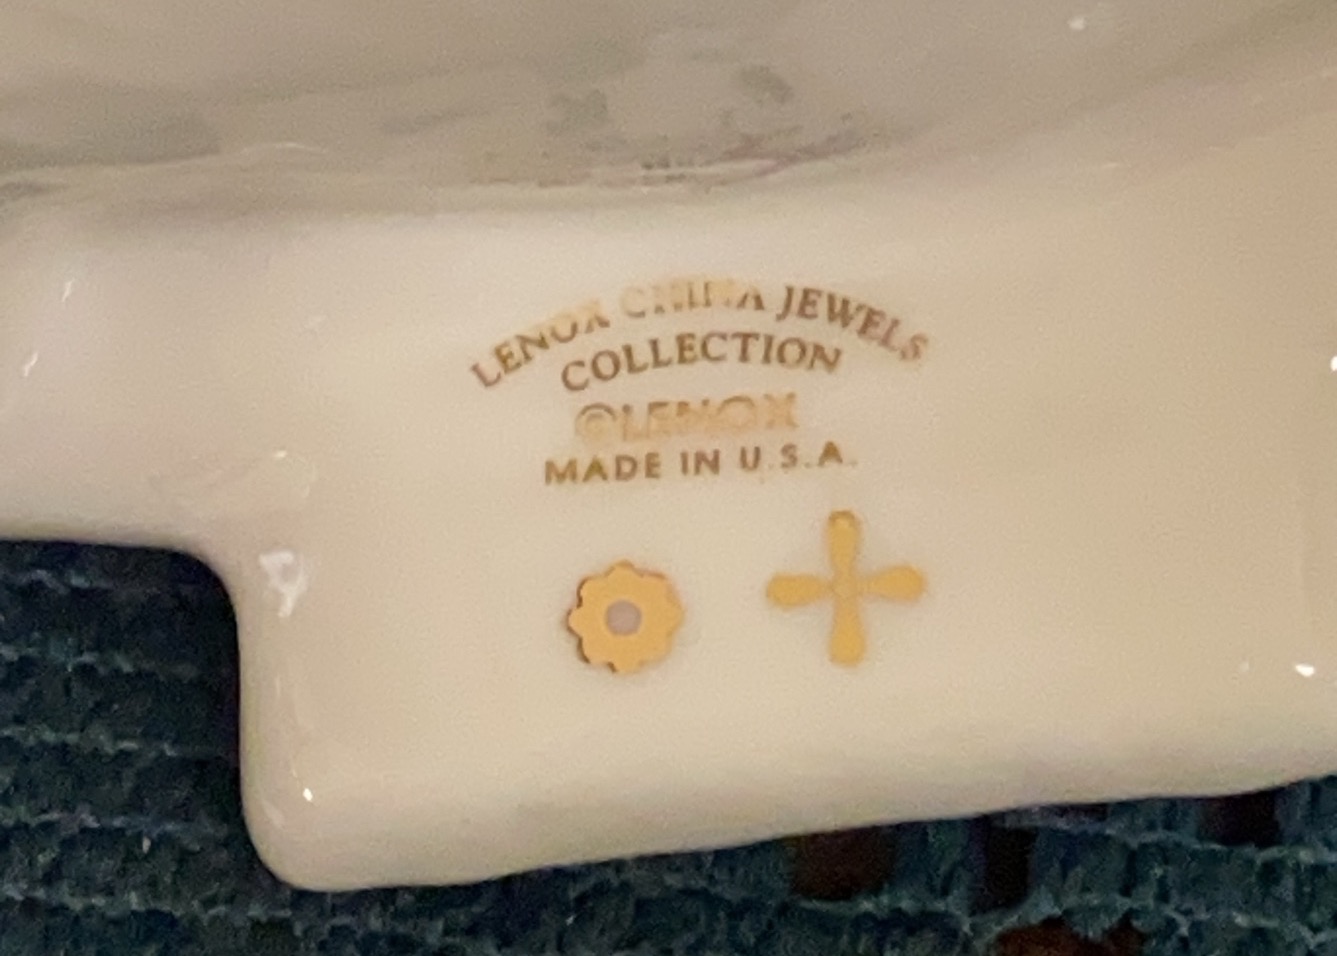 LENOX CHINA JEWELS
COLLECTION
©LENOX
MADE IN U.S.A.